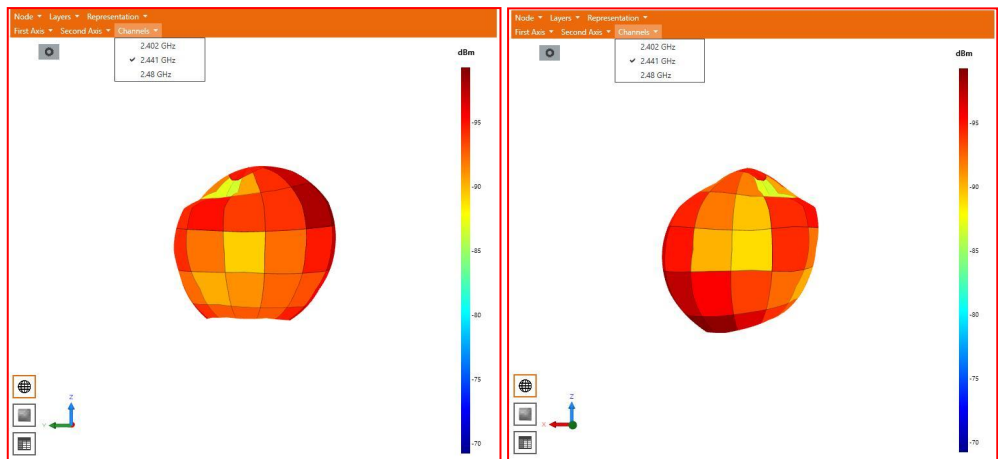 Node Layers Representation
First Axis Second Axis Channels
2.402 GHz
2.441 GHz
2.48 GHz
dBm
-95
-90
-85
-80
-75
-70
Z
Y
Node Layers Representation
First Axis Second Axis Channels
2.402 GHz
2.441 GHz
2.48 GHz
dBm
-95
-90
-85
-80
-75
-70
Z
X